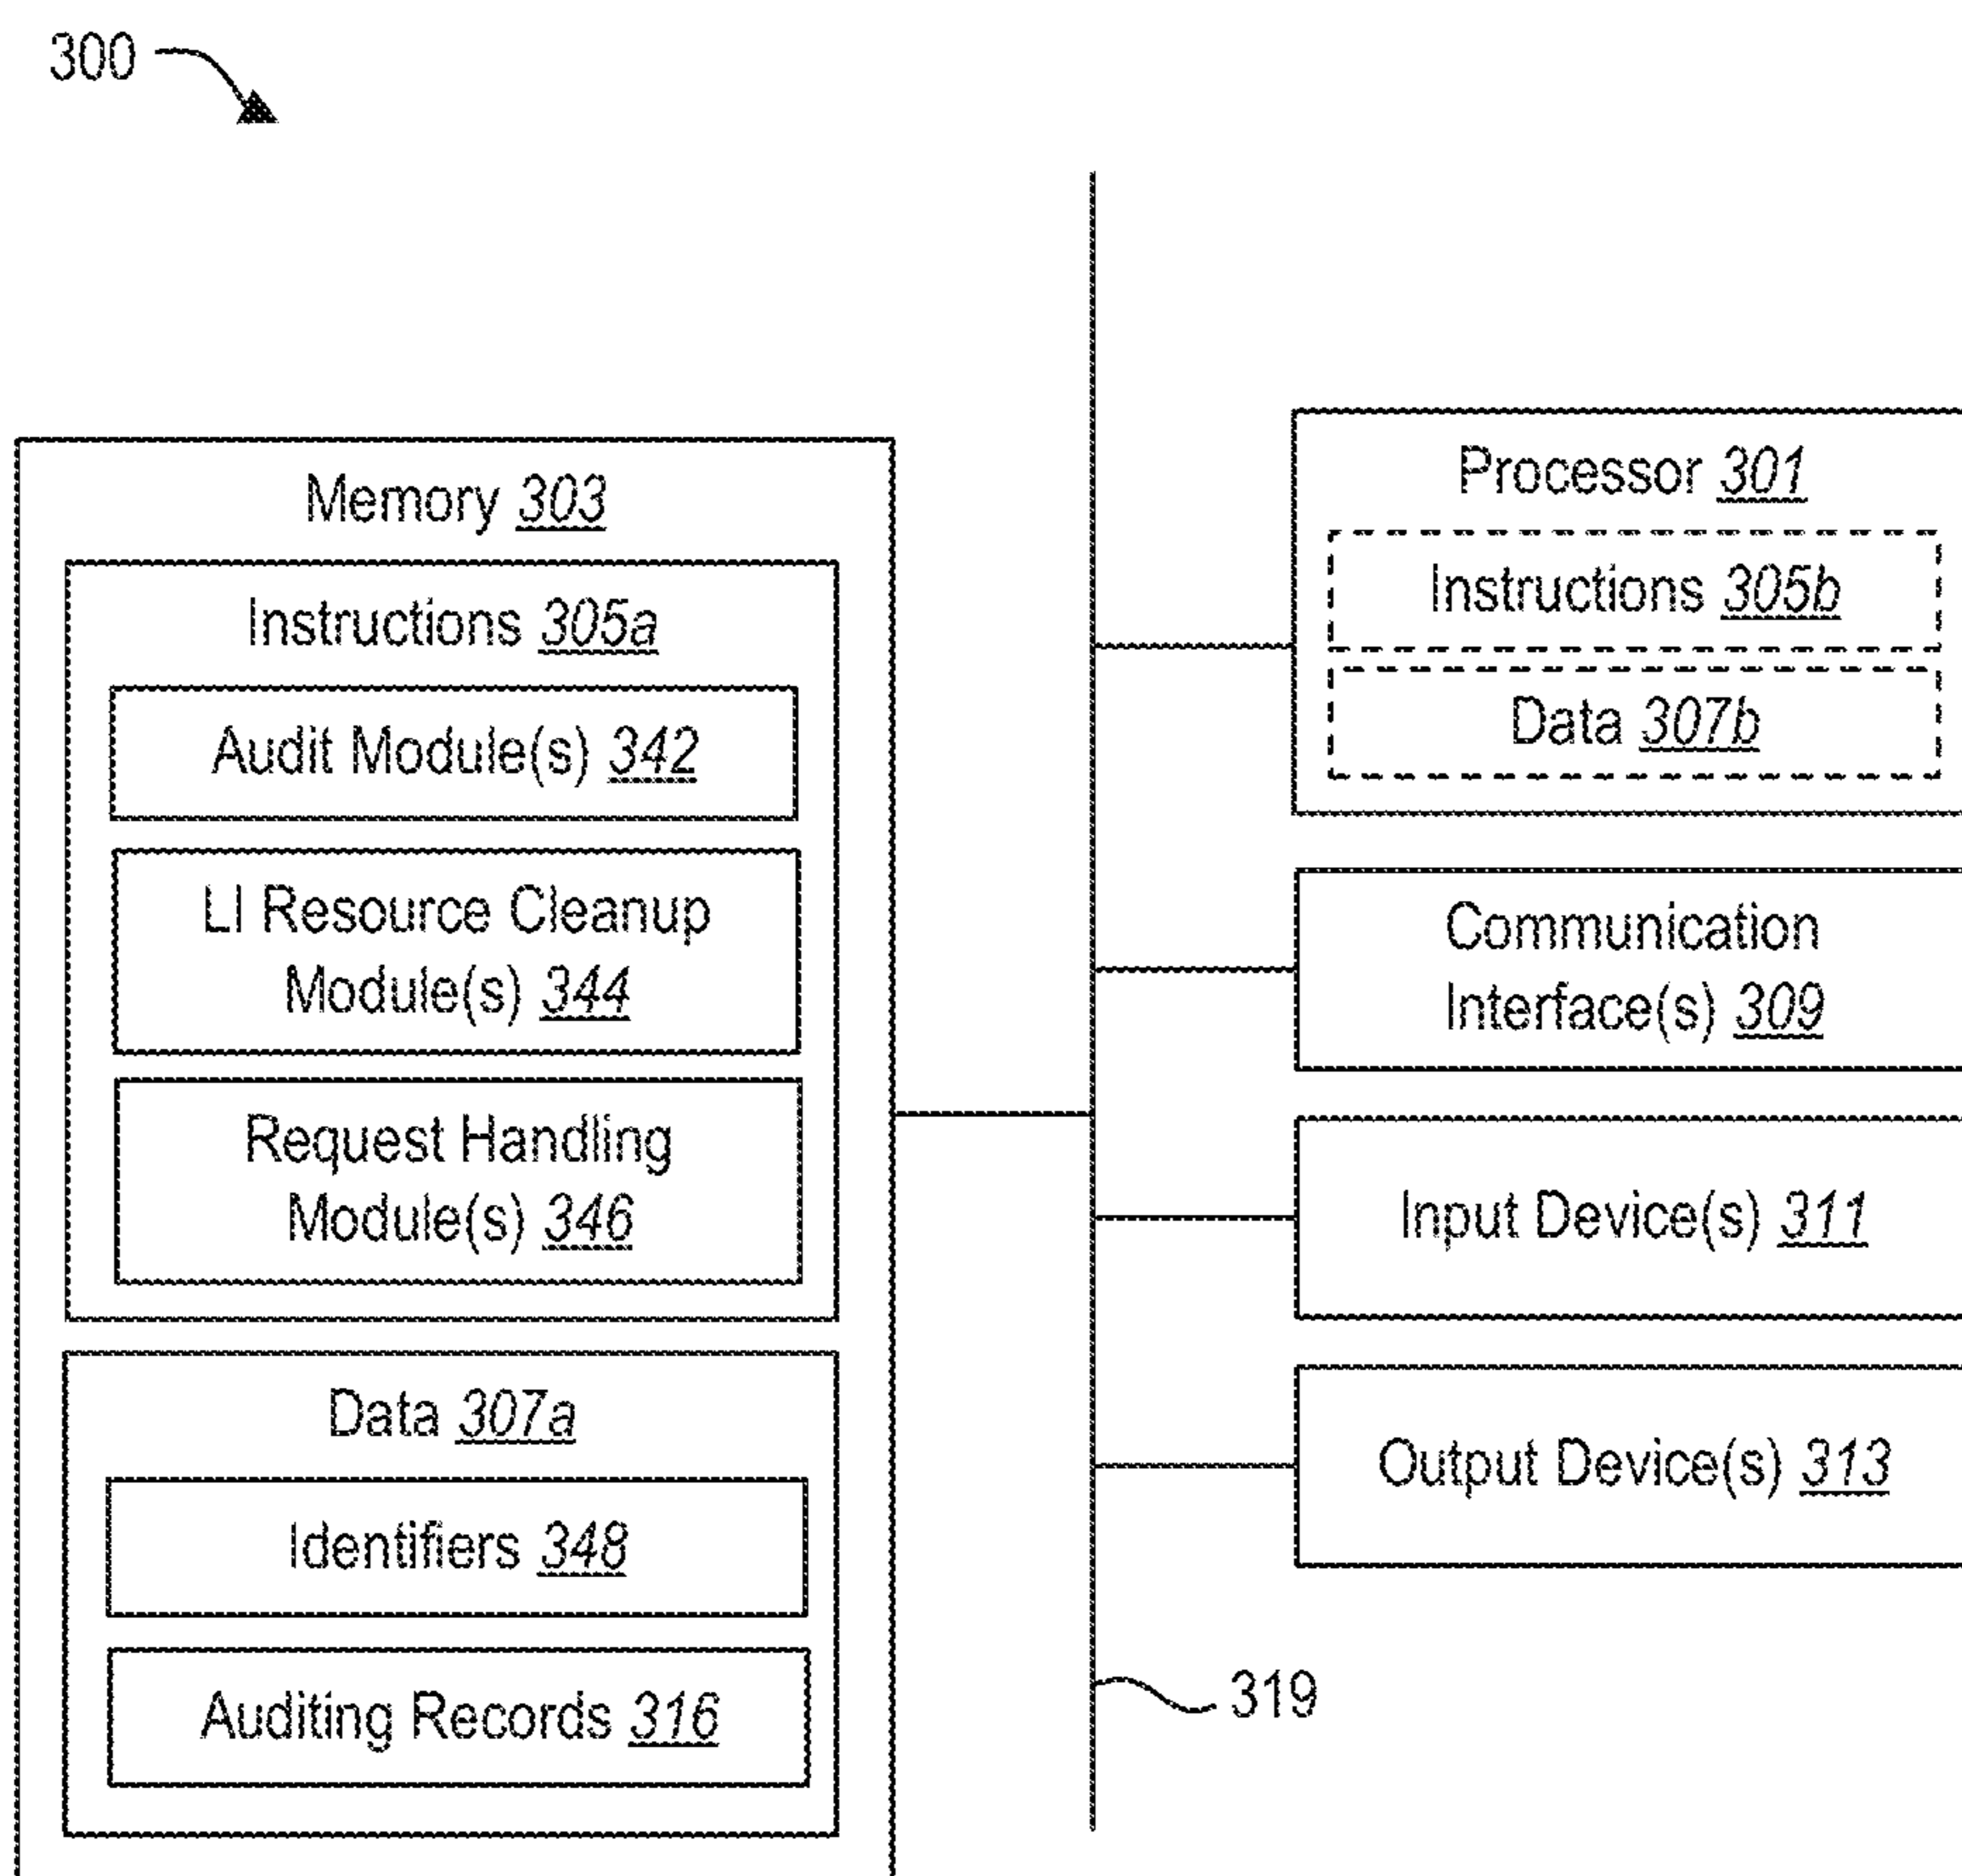 300
Memory 303
Instructions 305a
Audit Module(s) 342
LI Resource Cleanup
Module(s) 344
Request Handling
Module(s) 346
Data 307a
Identifiers 348
Auditing Records 316
Processor 301
Instructions 305b
Data 307b
Communication
Interface(s) 309
Input Device(s) 311
Output Device(s) 313
319